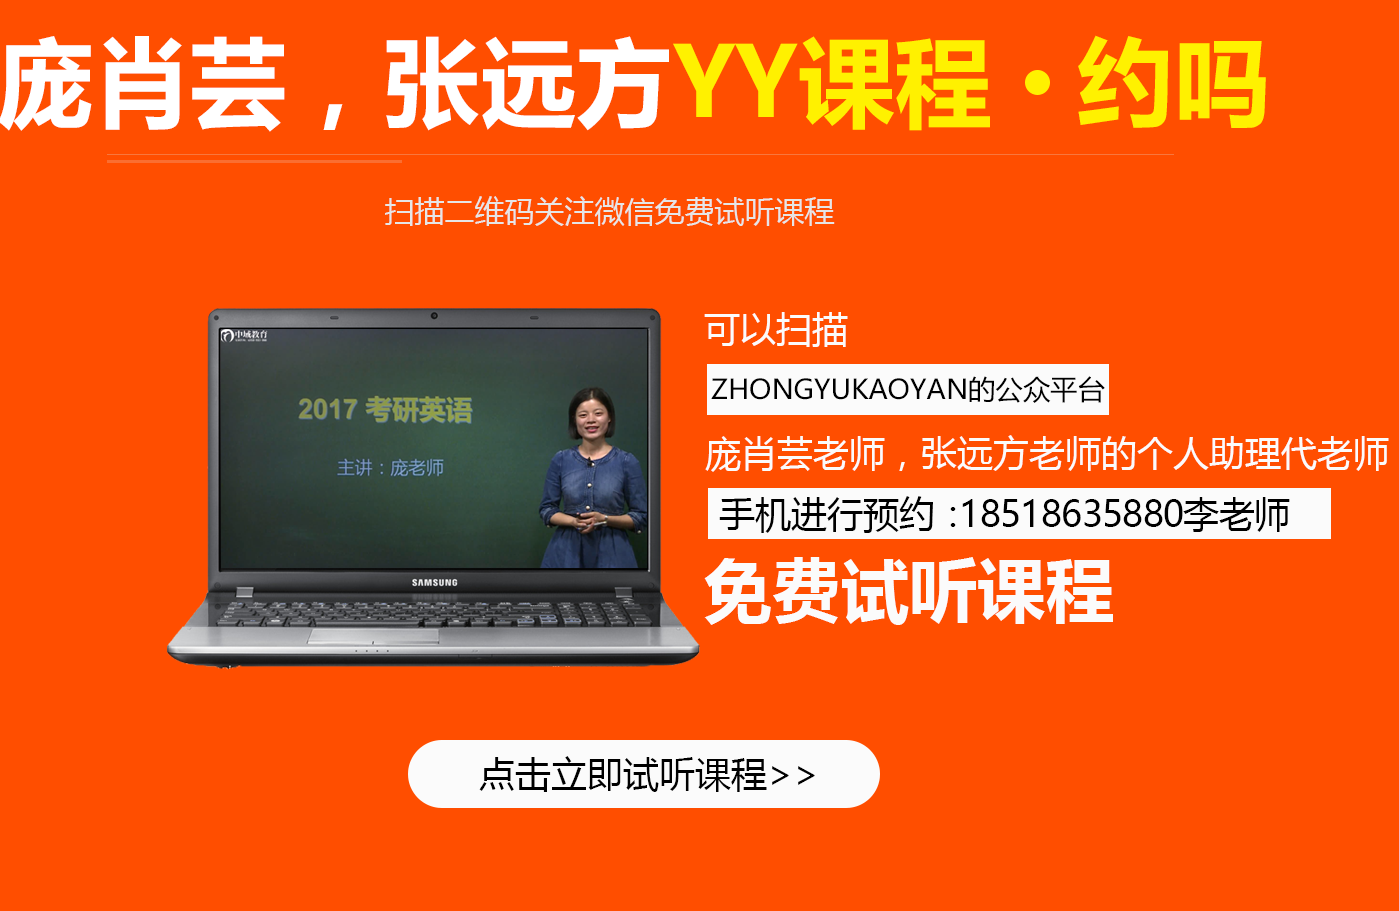 庞肖芸，张远方YY课程·约吗
扫描二维码关注微信免费试听课程
中域教育
2017 考研英语
主讲：庞老师
SAMSUNG
可以扫描
ZHONGYUKAOYAN的公众平台
庞肖芸老师，张远方老师的个人助理代老师
手机进行预约 :18518635880李老师
免费试听课程
点击立即试听课程>>